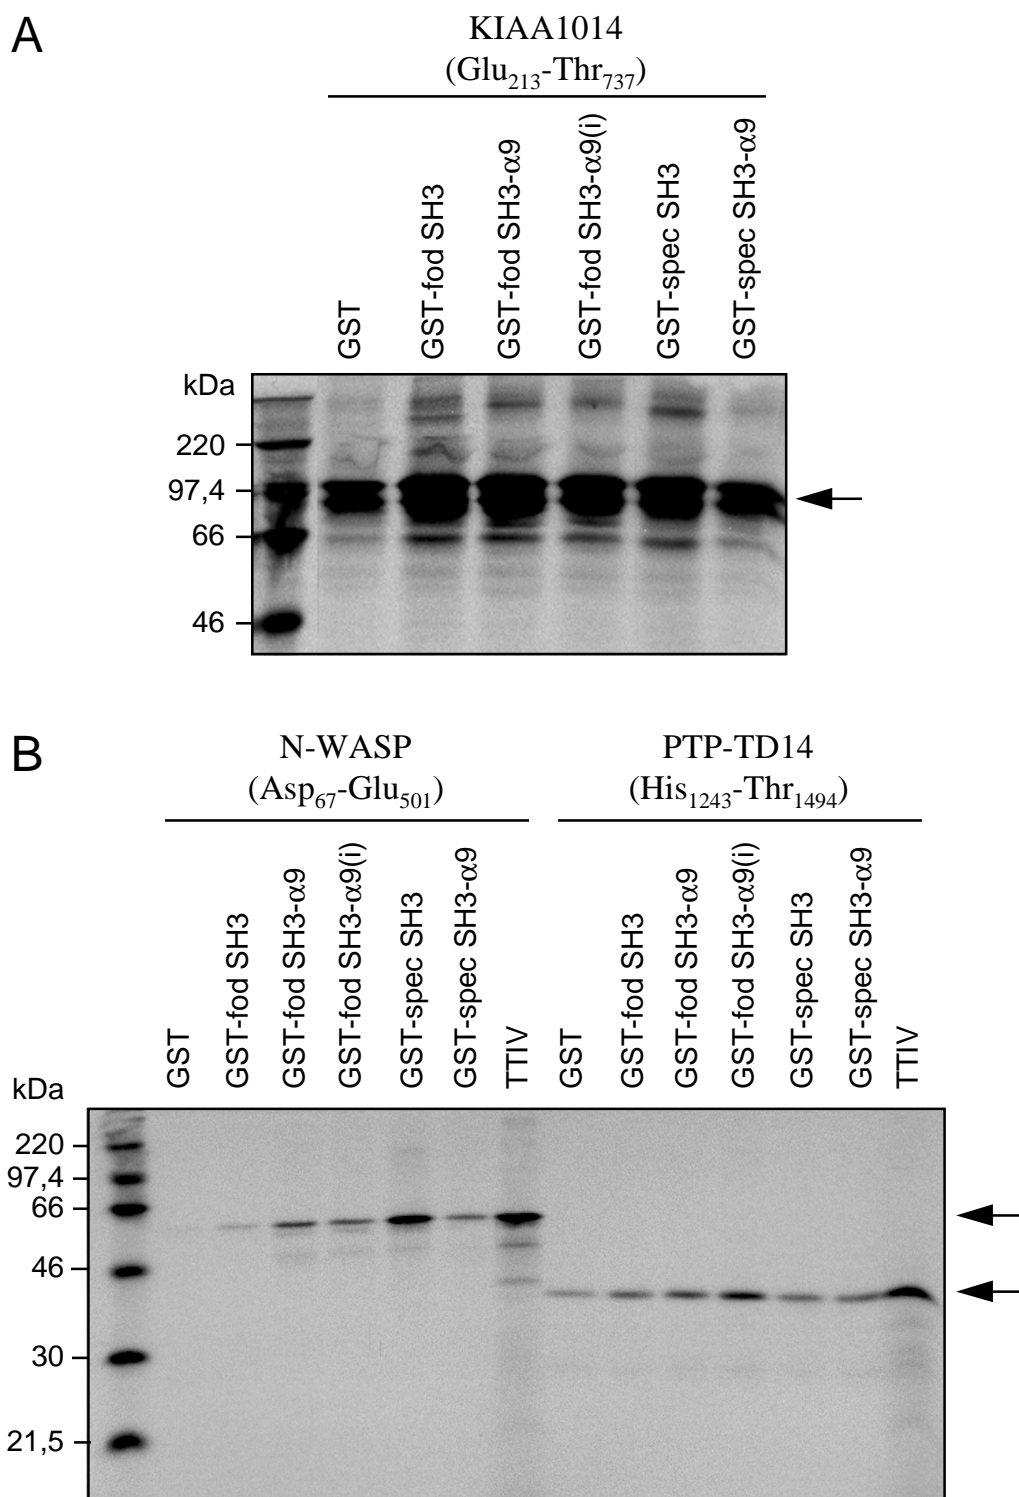 A
KIAA1014
(Glu213-Thr737)
GST
GST-fod SH3
GST-fod SH3-α9
GST-fod SH3-α9(i)
GST-spec SH3
GST-spec SH3-α9
kDa
220
97,4
66
46
B
N-WASP
(Asp67-Glu501)
PTP-TD14
(His1243-Thr1494)
GST
GST-fod SH3
GST-fod SH3-α9
GST-fod SH3-α9(i)
GST-spec SH3
GST-spec SH3-α9
TTIV
GST
GST-fod SH3
GST-fod SH3-α9
GST-fod SH3-α9(i)
GST-spec SH3
GST-spec SH3-α9
TTIV
kDa
220
97,4
66
46
30
21,5